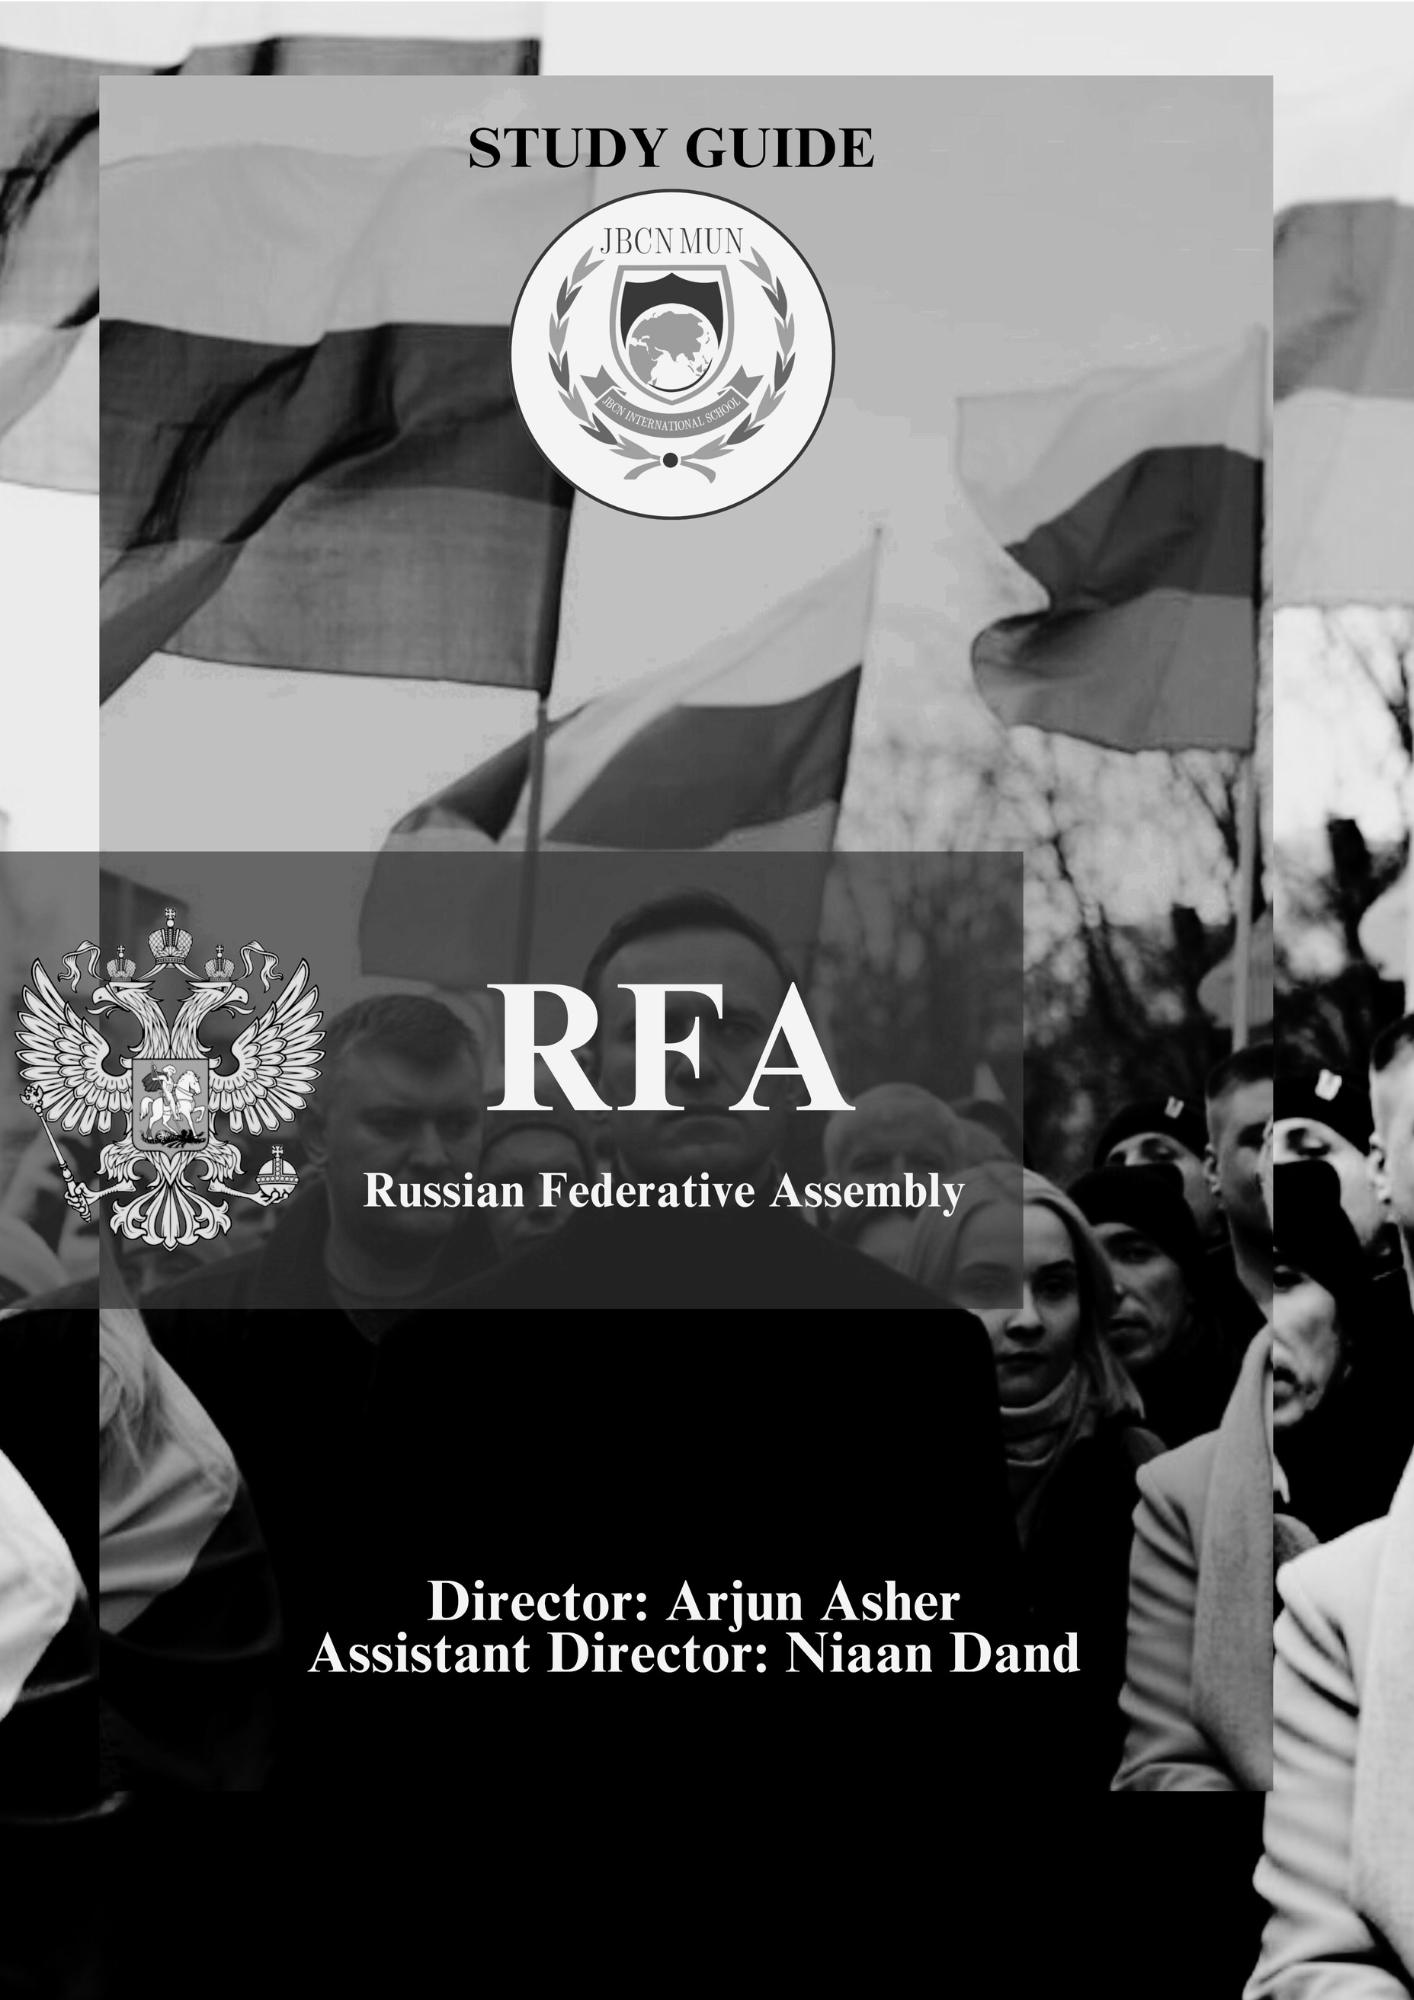 STUDY GUIDE
JBCN MUN
JBCN INTERNATIONAL SCHOOL
RFA
Russian Federative Assembly
Director: Arjun Asher
Assistant Director: Niaan Dand